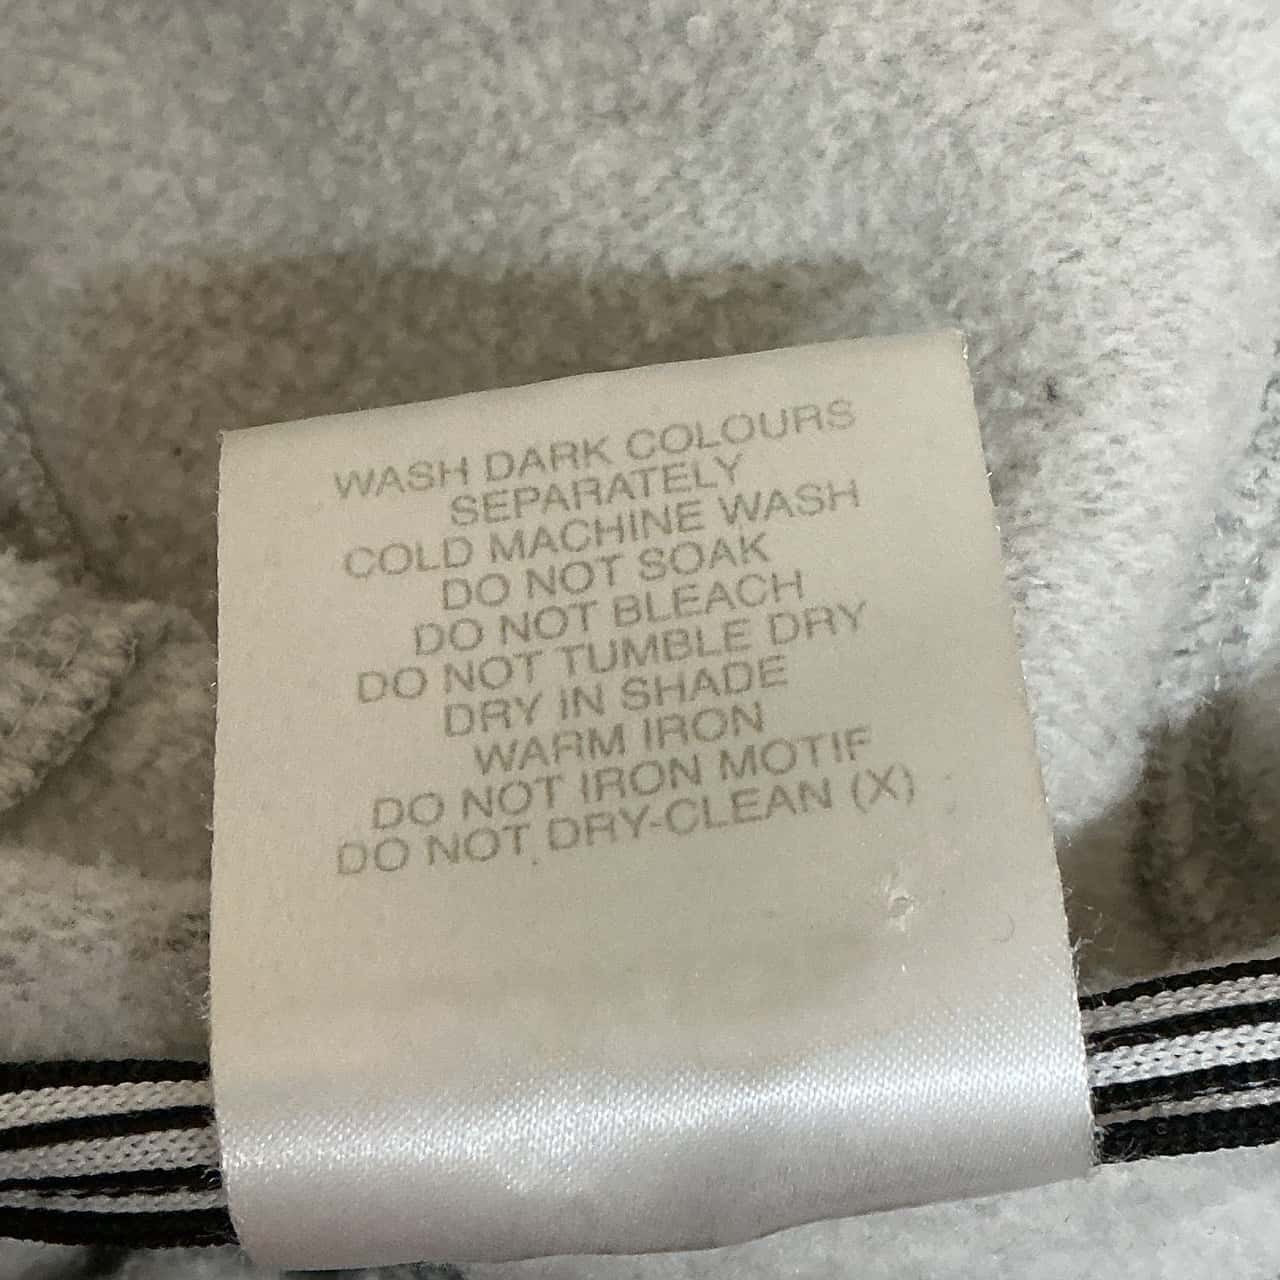 WASH DARK COLOURS
SEPARATELY
COLD MACHINE WASH
DO NOT SOAK
DO NOT BLEACH
DO NOT TUMBLE DRY
DRY IN SHADE
WARM IRON
DO NOT IRON MOTIF
DO NOT DRY-CLEAN (X)